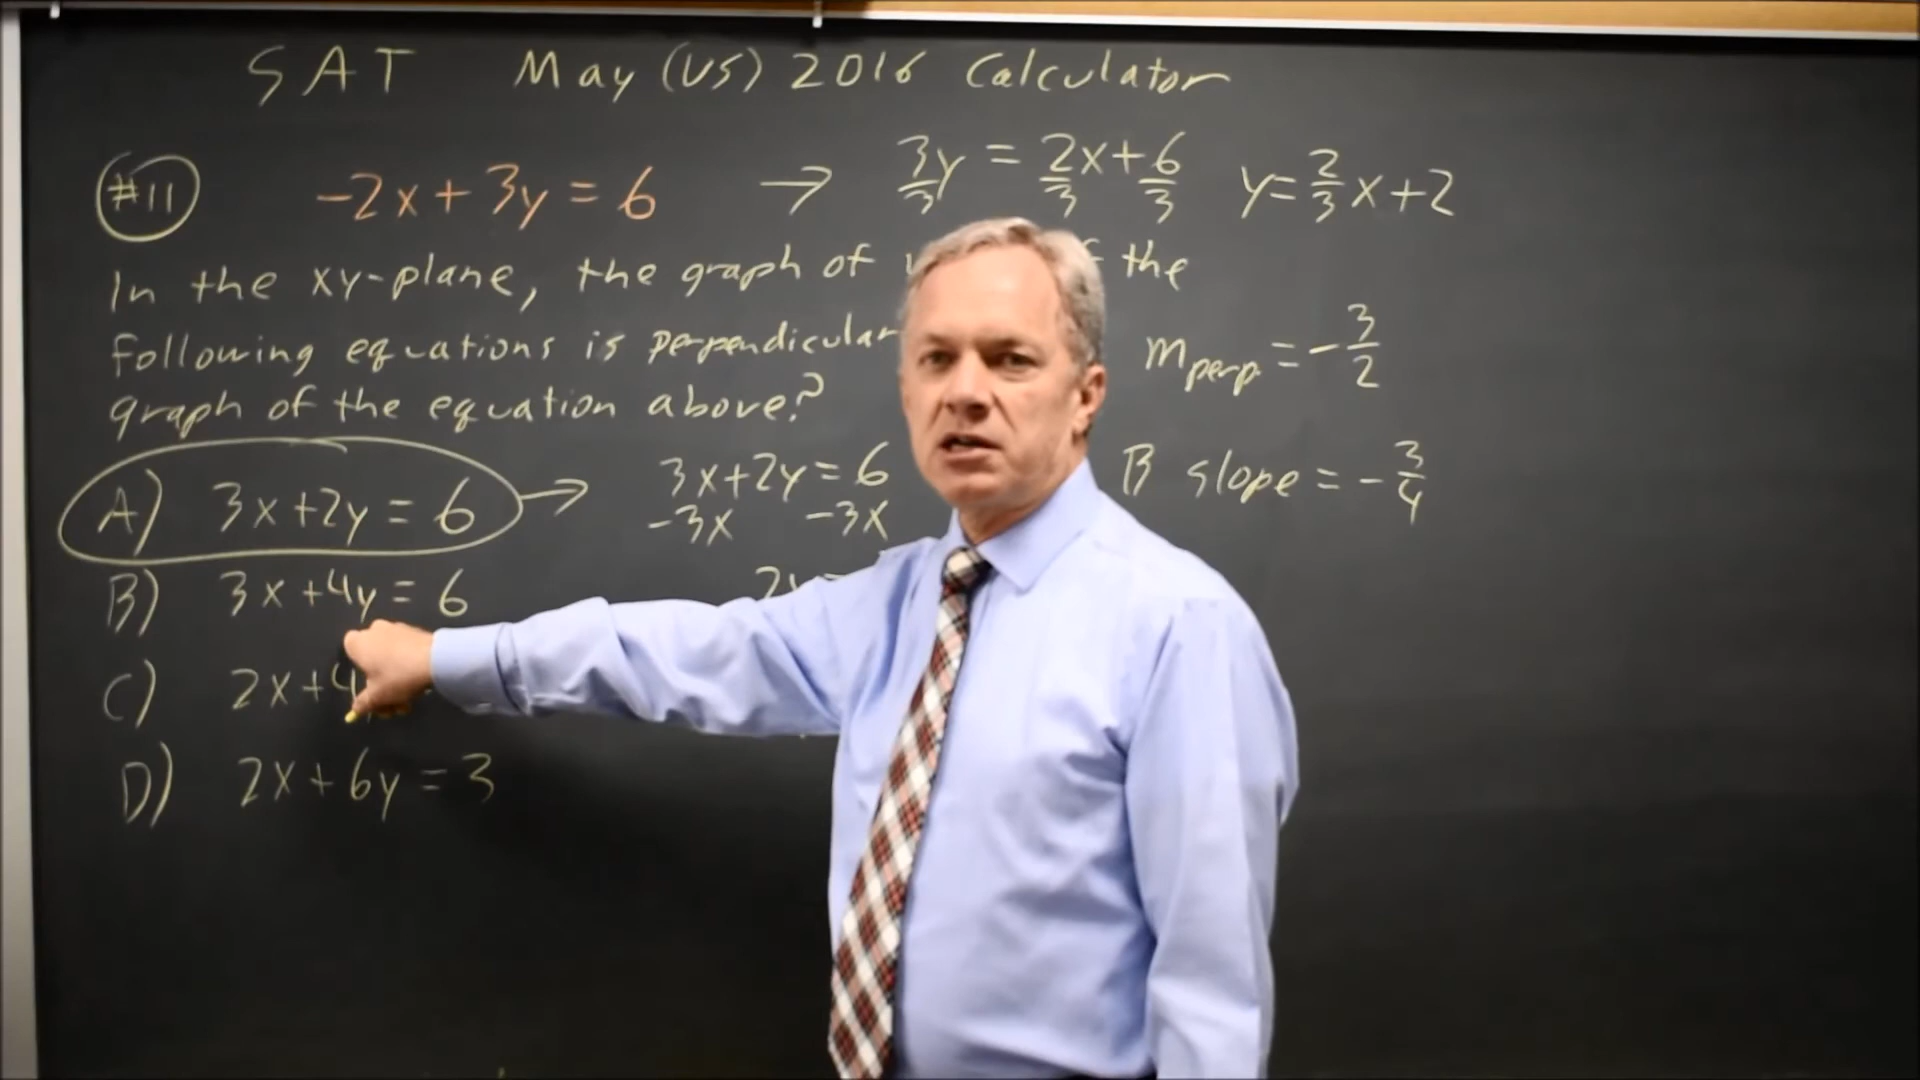 SAT May (US) 2016 Calculator
#11 -2x + 3y = 6 → 3y/3 = 2x/3 + 6/3 y = 2/3 x + 2
In the xy-plane, the graph of the
following equations is perpendicular
graph of the equation above?
m perp. = - 3/2
A) 3x + 2y = 6 → 3x + 2y = 6
-3x -3x
B slope = - 3/4
B) 3x + 4y = 6
C) 2x + 4
D) 2x + 6y = 3